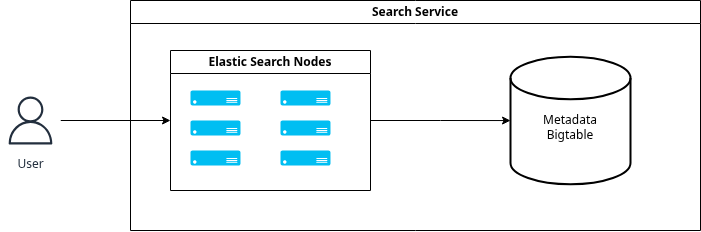 Search Service
Elastic Search Nodes
User
Metadata
Bigtable